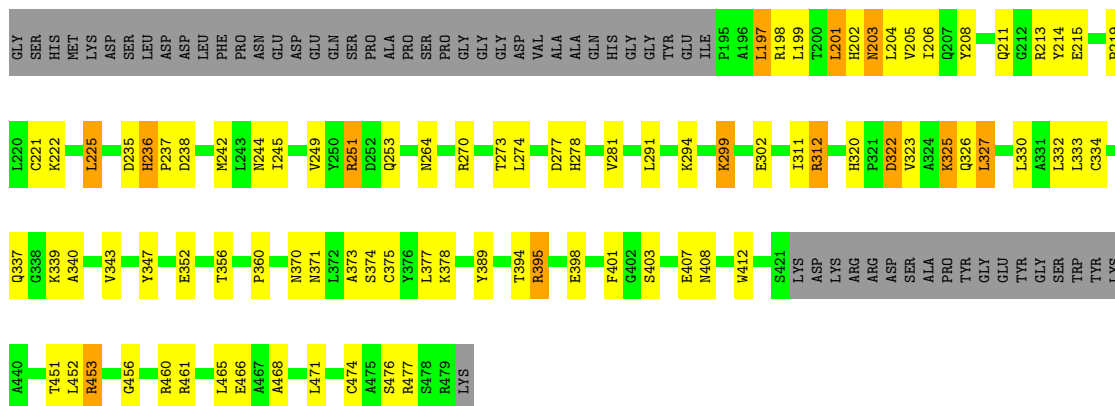 GLY SER HIS MET LYS ASP SER LEU ASP ASP LEU PHE PRO ASN GLU ASP GLU GLN SER PRO ALA PRO PRO SER PRO GLY GLY GLY ASP VAL ALA ALA GLN HIS GLY GLY TYR GLU ILE P195 A196 L197 R198 L199 T200 L201 H202 N203 L204 V205 I206 Q207 Y208 Q211 G212 R213 Y214 E215
L220 C221 K222 L225 D235 H236 P237 D238 M242 L243 N244 I245 V249 Y250 R251 D252 Q253 N264 R270 T273 L274 D277 H278 V281 L291 K294 K299 E302 I311 R312 H320 P321 D322 V323 A324 K325 Q326 L327 L330 A331 L332 L333 C334
Q337 G338 K339 A340 V343 Y347 E352 T356 P360 N370 N371 L372 A373 S374 C375 Y376 L377 K378 Y389 T394 R395 E398 F401 G402 S403 E407 N408 W412 S421 LYS ASP LYS ARG ARG ASP SER ALA PRO TYR GLY GLU TYR GLY SER TRP TYR LYS
A440 T451 L452 R453 G456 R460 R461 L465 E466 A467 A468 L471 C474 A475 S476 R477 S478 R479 LYS